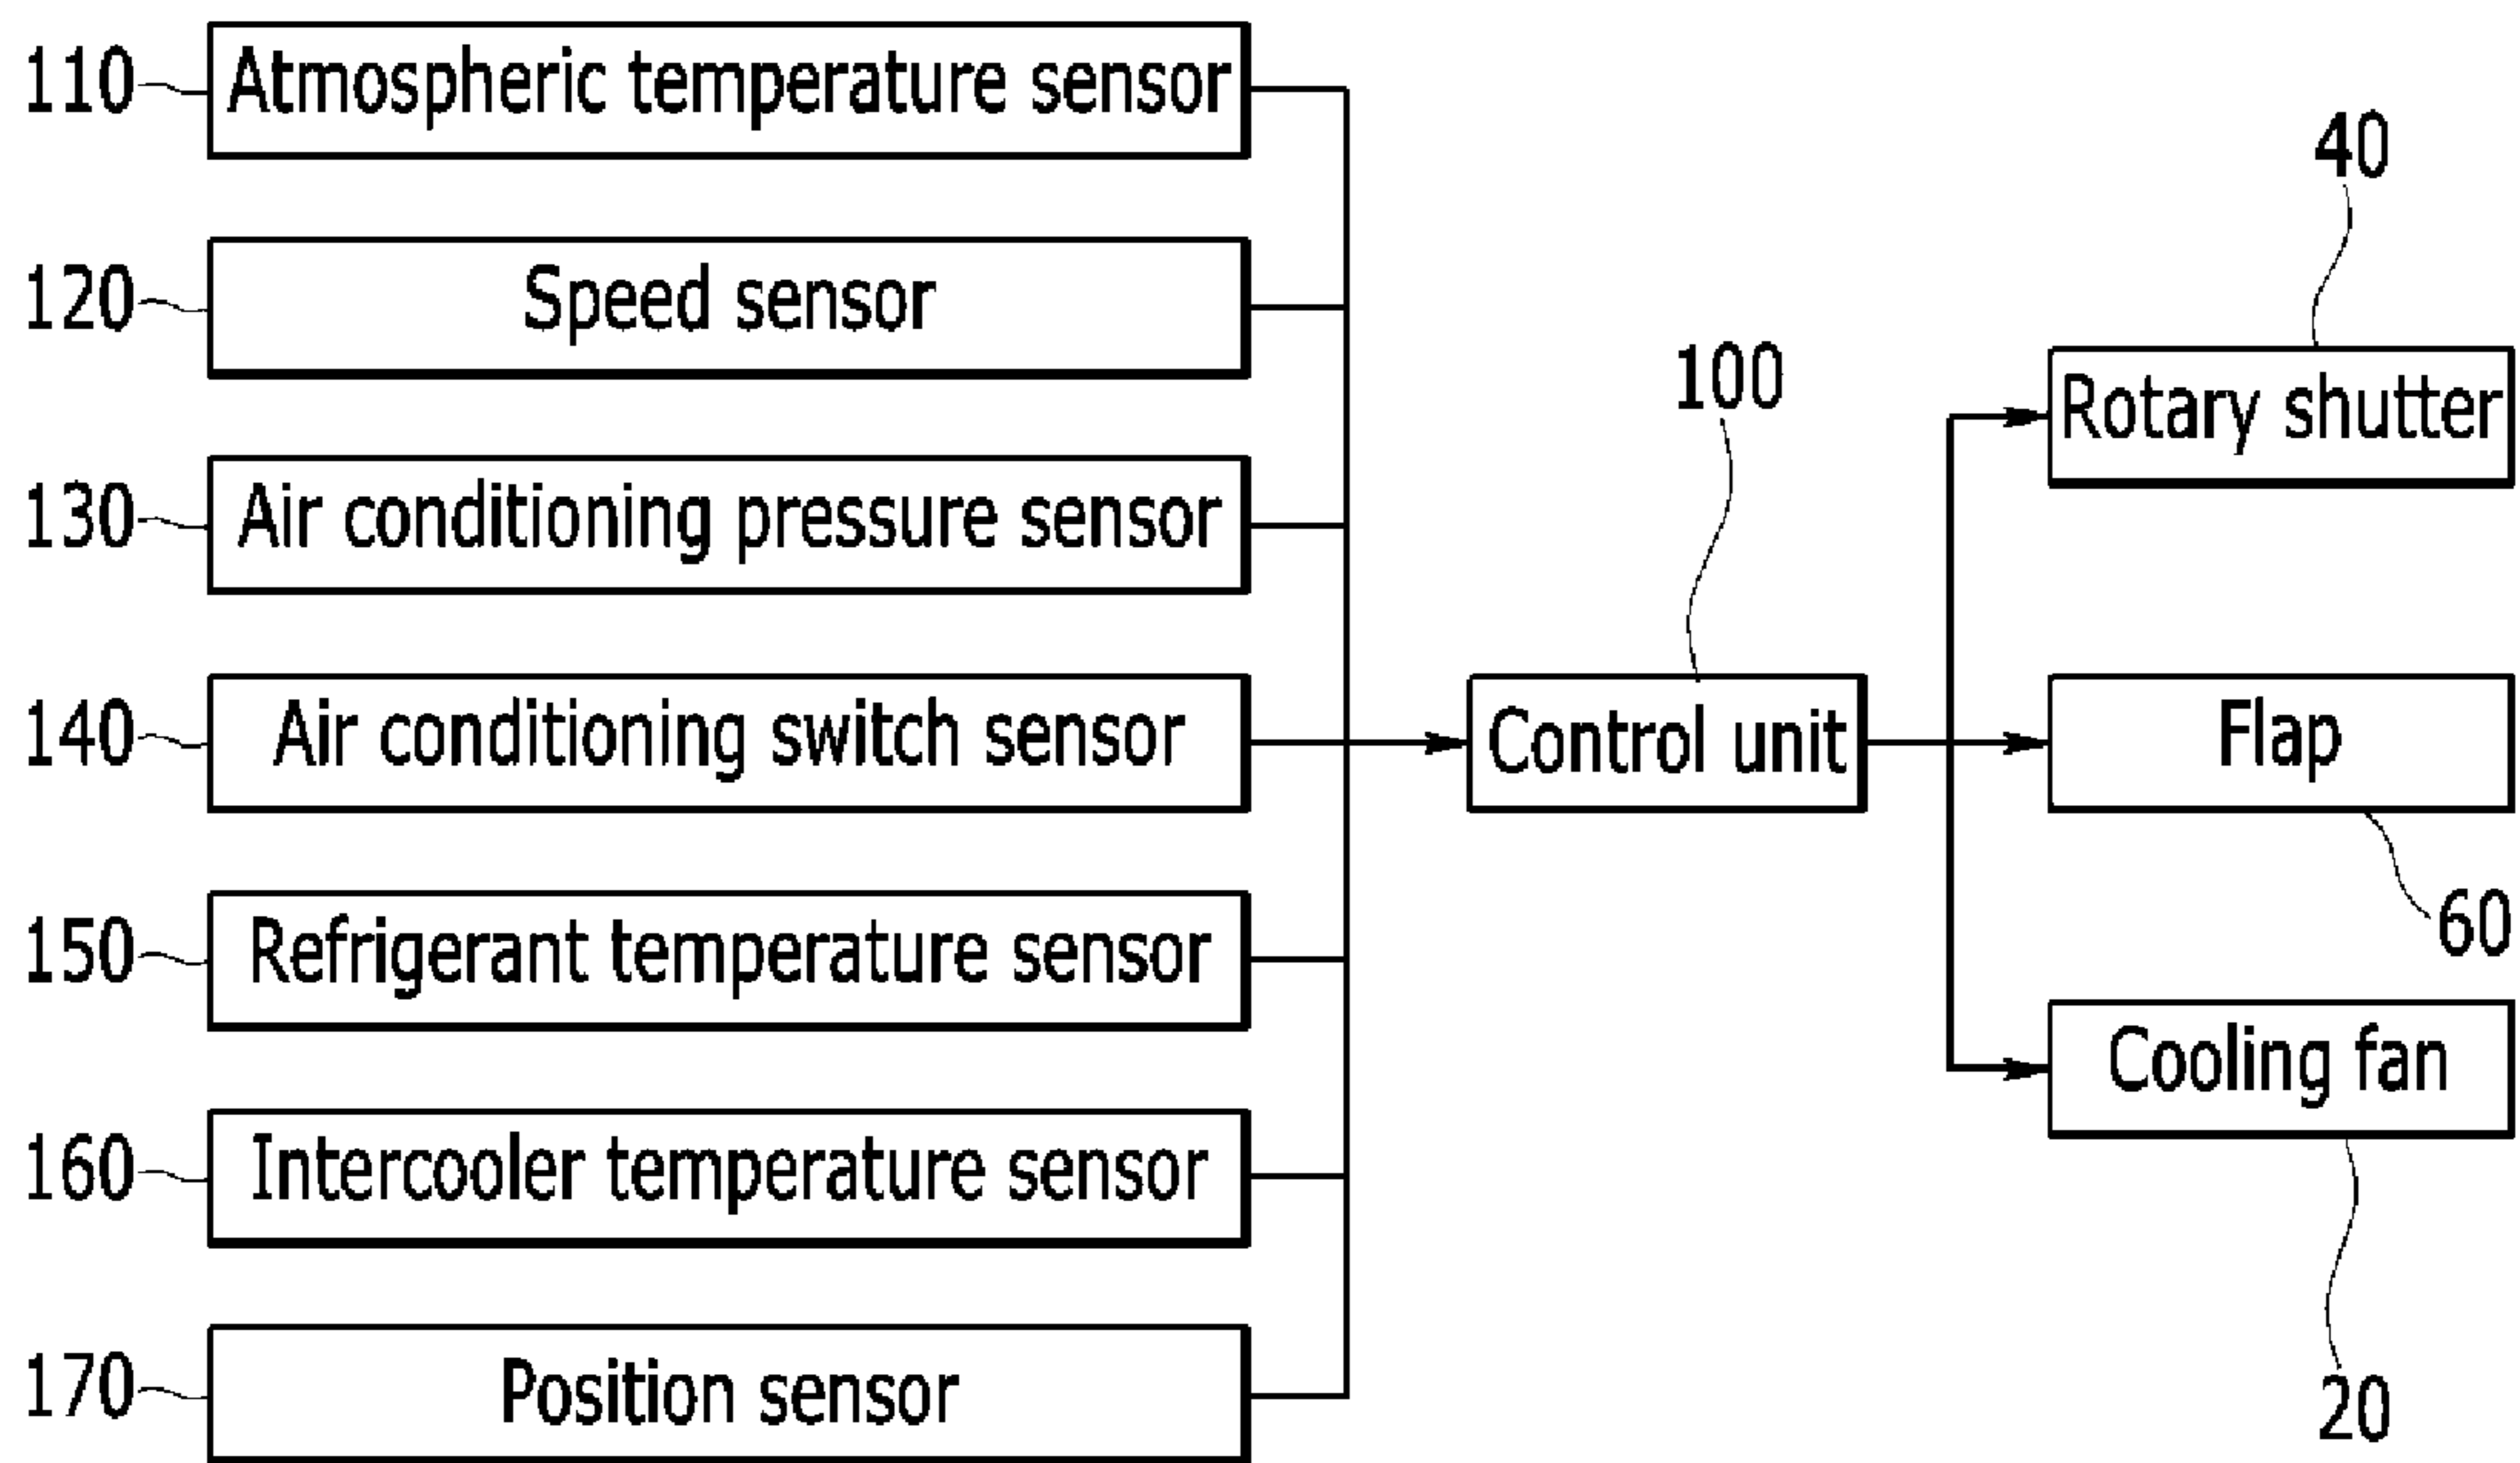 110 Atmospheric temperature sensor
120 Speed sensor
130 Air conditioning pressure sensor
140 Air conditioning switch sensor
150 Refrigerant temperature sensor
160 Intercooler temperature sensor
170 Position sensor
100
Control unit
40
Rotary shutter
Flap
60
Cooling fan
20